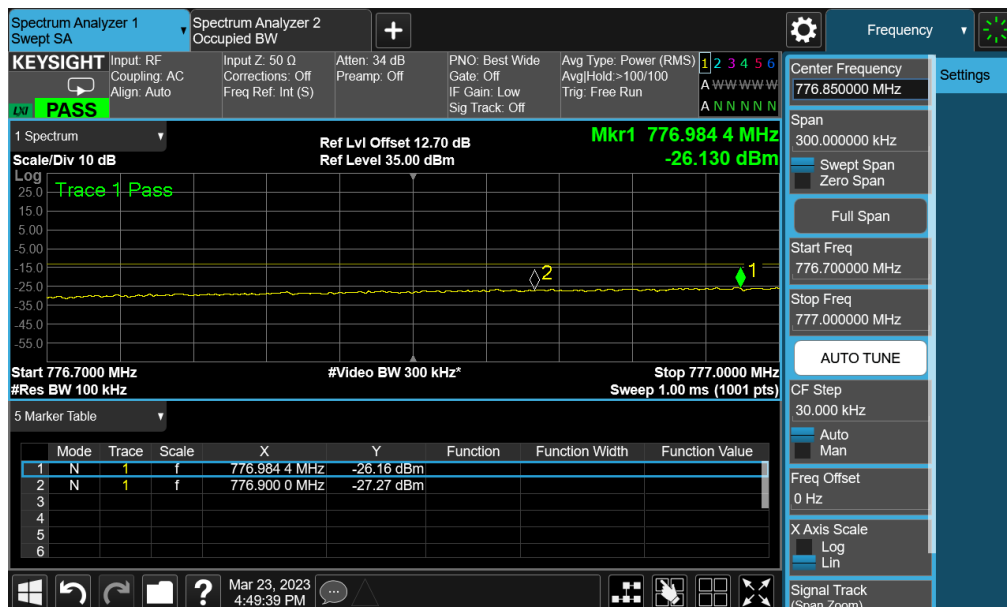 Spectrum Analyzer 1
Swept SA
Spectrum Analyzer 2
Occupied BW
Frequency
KEYSIGHT
LXI
PASS
Input: RF
Coupling: AC
Align: Auto
Input Z: 50 Ω
Corrections: Off
Freq Ref: Int (S)
Atten: 34 dB
Preamp: Off
PNO: Best Wide
Gate: Off
IF Gain: Low
Sig Track: Off
Avg Type: Power (RMS)
Avg|Hold:>100/100
Trig: Free Run
1 2 3 4 5 6
A W W W W W
A N N N N N
1 Spectrum
Scale/Div 10 dB
Ref Lvl Offset 12.70 dB
Ref Level 35.00 dBm
Mkr1 776.984 4 MHz
-26.130 dBm
Log
Trace 1 Pass
25.0
15.0
5.00
-5.00
-15.0
-25.0
-35.0
-45.0
-55.0
2
1
Start 776.7000 MHz
#Res BW 100 kHz
#Video BW 300 kHz*
Stop 777.0000 MHz
Sweep 1.00 ms (1001 pts)
5 Marker Table
Mode Trace Scale X Y Function Function Width Function Value
1 N 1 f 776.984 4 MHz -26.16 dBm
2 N 1 f 776.900 0 MHz -27.27 dBm
3
4
5
6
Mar 23, 2023
4:49:39 PM
Center Frequency
776.850000 MHz
Span
300.000000 kHz
Swept Span
Zero Span
Full Span
Start Freq
776.700000 MHz
Stop Freq
777.000000 MHz
AUTO TUNE
CF Step
30.000 kHz
Auto
Man
Freq Offset
0 Hz
X Axis Scale
Log
Lin
Signal Track
(Span Zoom)
Settings